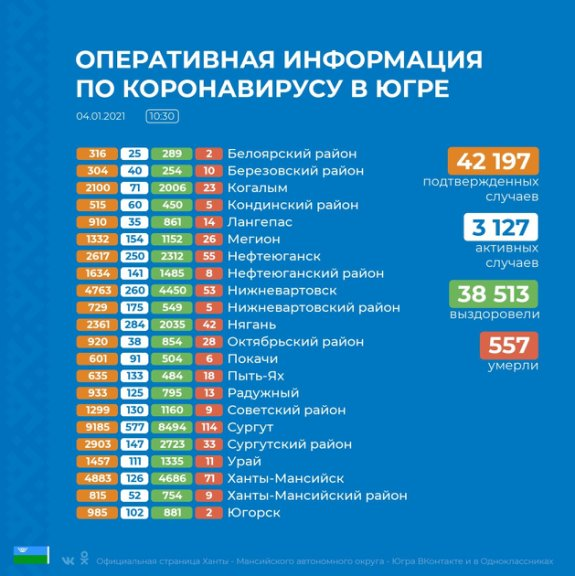 ОПЕРАТИВНАЯ ИНФОРМАЦИЯ
ПО КОРОНАВИРУСУ В ЮГРЕ
04.01.2021 10:30
316 25 289 2 Белоярский район
304 40 254 10 Березовский район
2100 71 2006 23 Когалым
515 60 450 5 Кондинский район
910 35 861 14 Лангепас
1332 154 1152 26 Мегион
2617 250 2312 55 Нефтеюганск
1634 141 1485 8 Нефтеюганский район
4763 260 4450 53 Нижневартовск
729 175 549 5 Нижневартовский район
2361 284 2035 42 Нягань
920 38 854 28 Октябрьский район
601 91 504 6 Покачи
635 133 484 18 Пыть-Ях
933 125 795 13 Радужный
1299 130 1160 9 Советский район
9185 577 8494 114 Сургут
2903 147 2723 33 Сургутский район
1457 111 1335 11 Урай
4883 126 4686 71 Ханты-Мансийск
815 52 754 9 Ханты-Мансийский район
985 102 881 2 Югорск
42 197
подтвержденных
случаев
3 127
активных
случаев
38 513
выздоровели
557
умерли
Официальная страница Ханты - Мансийского автономного округа - Югра ВКонтакте и в Одноклассниках